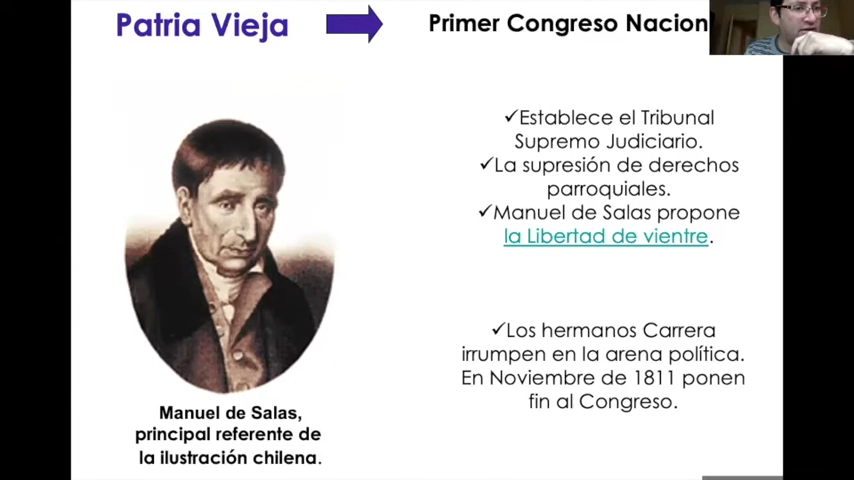 Patria Vieja
Primer Congreso Nacion
✓Establece el Tribunal
Supremo Judiciario.
✓La supresión de derechos
parroquiales.
✓Manuel de Salas propone
la Libertad de vientre.
✓Los hermanos Carrera
irrumpen en la arena política.
En Noviembre de 1811 ponen
fin al Congreso.
Manuel de Salas,
principal referente de
la ilustración chilena.